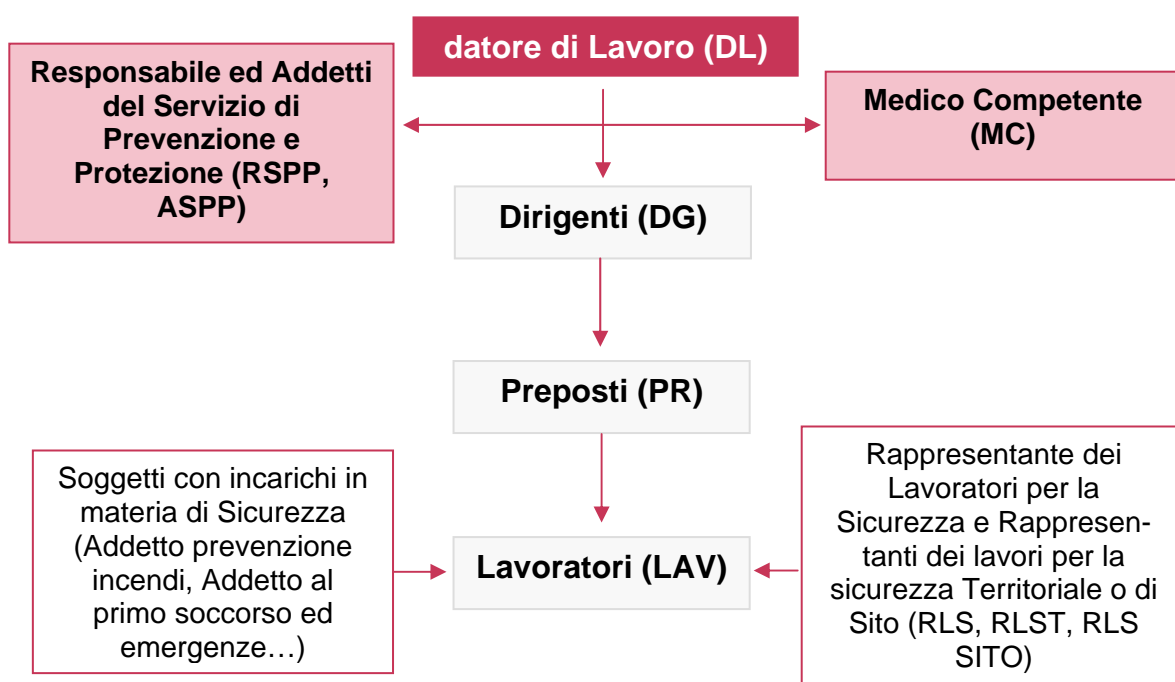 datore di Lavoro (DL)
Responsabile ed Addetti
del Servizio di
Prevenzione e
Protezione (RSPP,
ASPP)
Medico Competente
(MC)
Dirigenti (DG)
Preposti (PR)
Soggetti con incarichi in
materia di Sicurezza
(Addetto prevenzione
incendi, Addetto al
primo soccorso ed
emergenze…)
Lavoratori (LAV)
Rappresentante dei
Lavoratori per la
Sicurezza e Rappresen-
tanti dei lavori per la
sicurezza Territoriale o di
Sito (RLS, RLST, RLS
SITO)